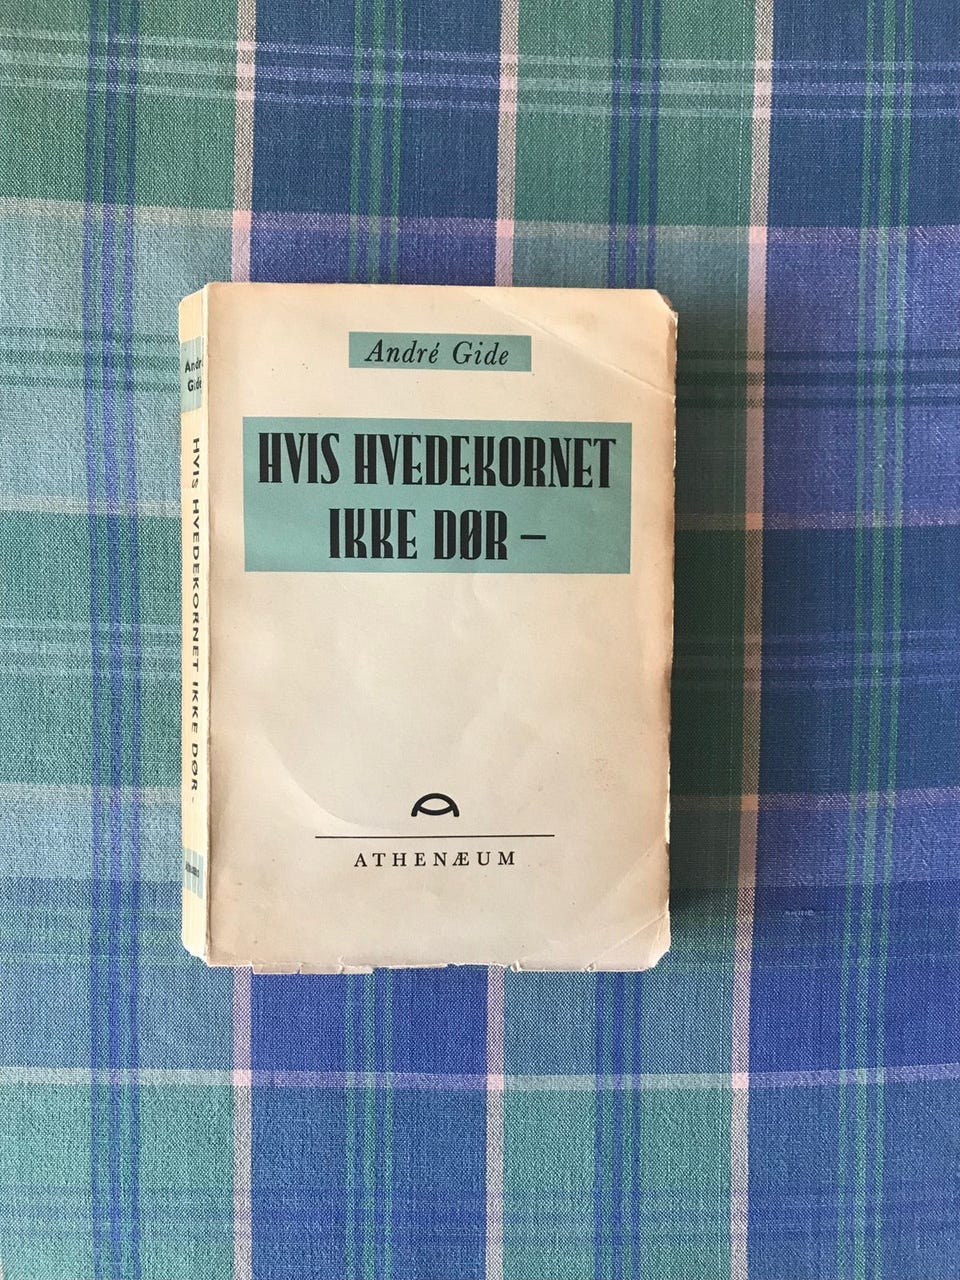 André Gide
HVIS HVEDEKORNET
IKKE DØR –
ATHENÆUM
André
Gide
HVIS HVEDEKORNET IKKE DØR -